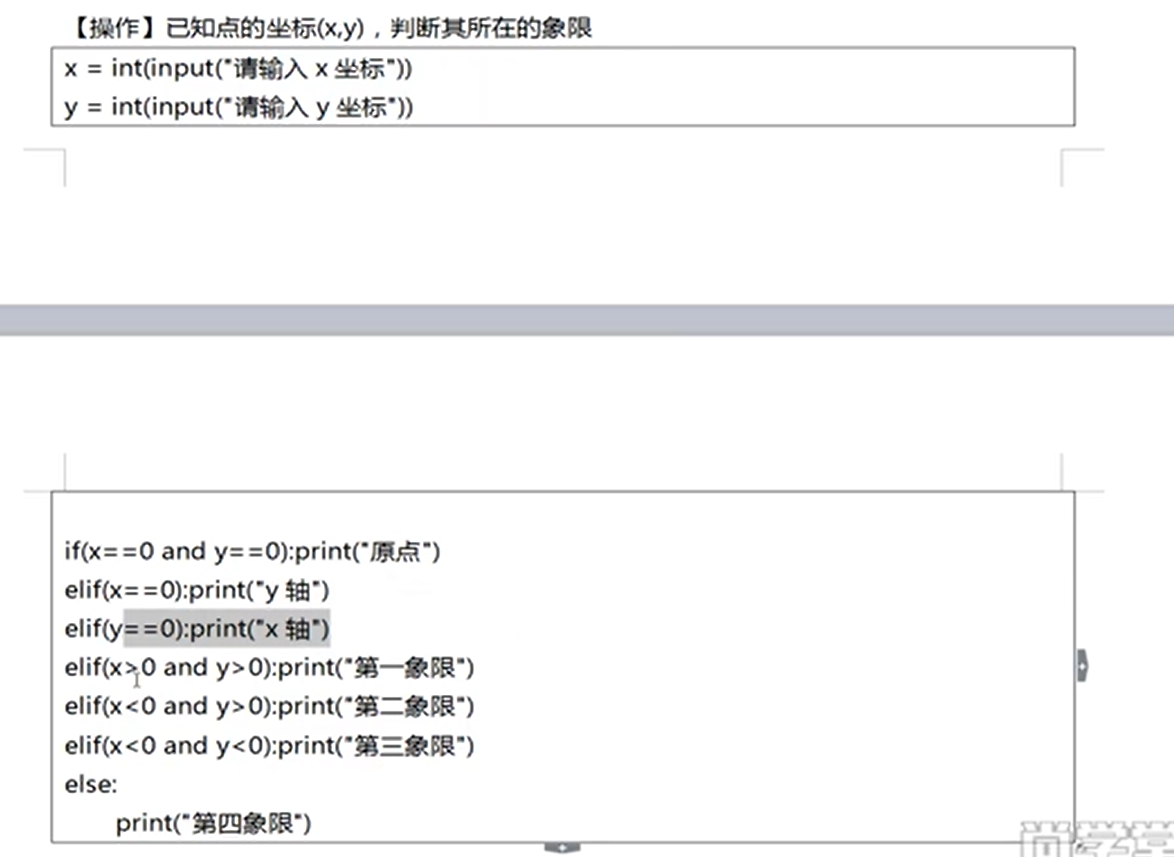 【操作】已知点的坐标(x,y)，判断其所在的象限
x = int(input("请输入 x 坐标"))
y = int(input("请输入 y 坐标"))
if(x==0 and y==0):print("原点")
elif(x==0):print("y 轴")
elif(y==0):print("x 轴")
elif(x>0 and y>0):print("第一象限")
elif(x<0 and y>0):print("第二象限")
elif(x<0 and y<0):print("第三象限")
else:
print("第四象限")
尚学堂